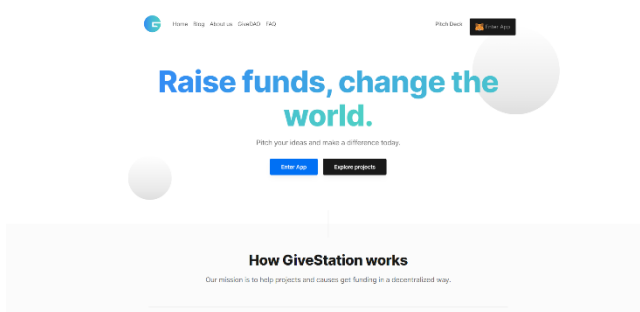 Home Blog About us GiveDAO FAQ Pitch Deck Enter App
Raise funds, change the
world.
Pitch your ideas and make a difference today.
Enter App Explore projects
How GiveStation works
Our mission is to help projects and causes get funding in a decentralized way.